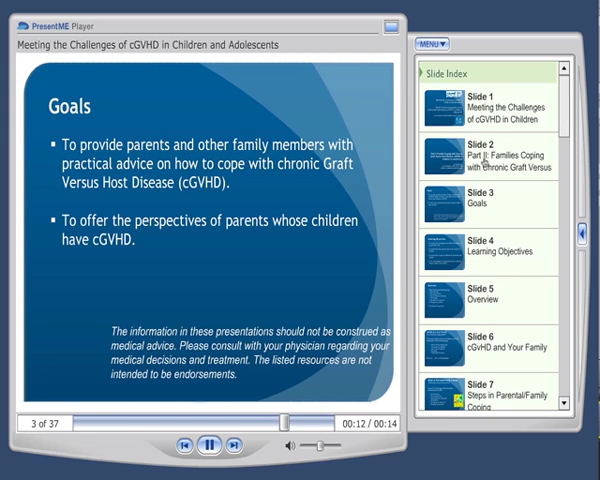 PresentME Player
Meeting the Challenges of cGVHD in Children and Adolescents
Goals
▪ To provide parents and other family members with
practical advice on how to cope with chronic Graft
Versus Host Disease (cGVHD).
▪ To offer the perspectives of parents whose children
have cGVHD.
The information in these presentations should not be construed as
medical advice. Please consult with your physician regarding your
medical decisions and treatment. The listed resources are not
intended to be endorsements.
3 of 37
00:12 / 00:14
MENU
Slide Index
Slide 1
Meeting the Challenges
of cGVHD in Children
Slide 2
Part II: Families Coping
with Chronic Graft Versus
Slide 3
Goals
Slide 4
Learning Objectives
Slide 5
Overview
Slide 6
cGvHD and Your Family
Slide 7
Steps in Parental/Family
Coping